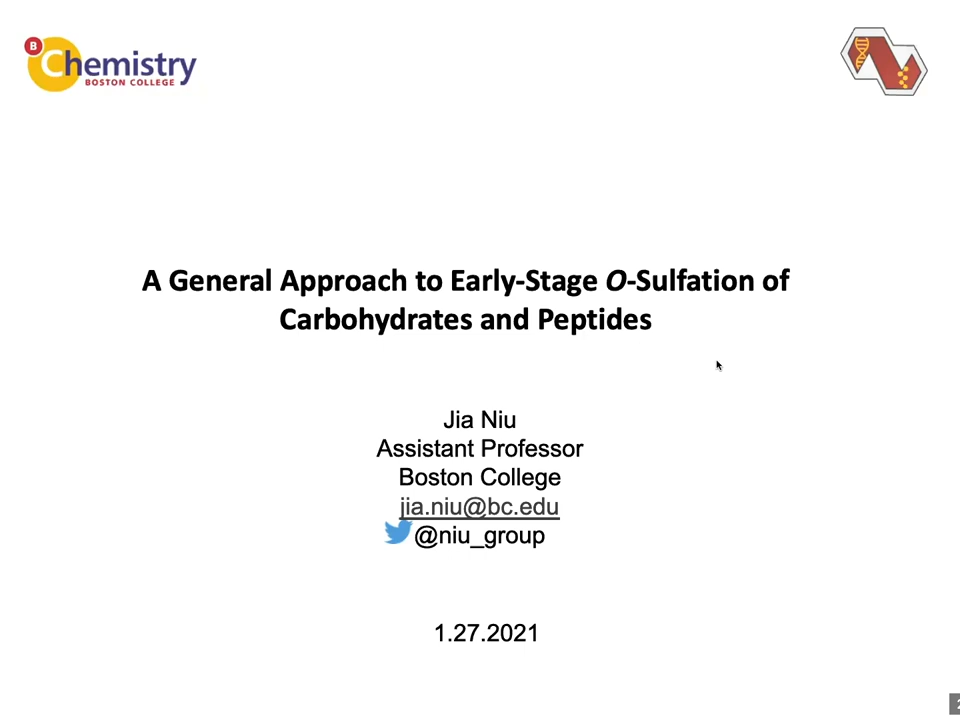 B
Chemistry
BOSTON COLLEGE
A General Approach to Early-Stage O-Sulfation of
Carbohydrates and Peptides
Jia Niu
Assistant Professor
Boston College
jia.niu@bc.edu
@niu_group
1.27.2021